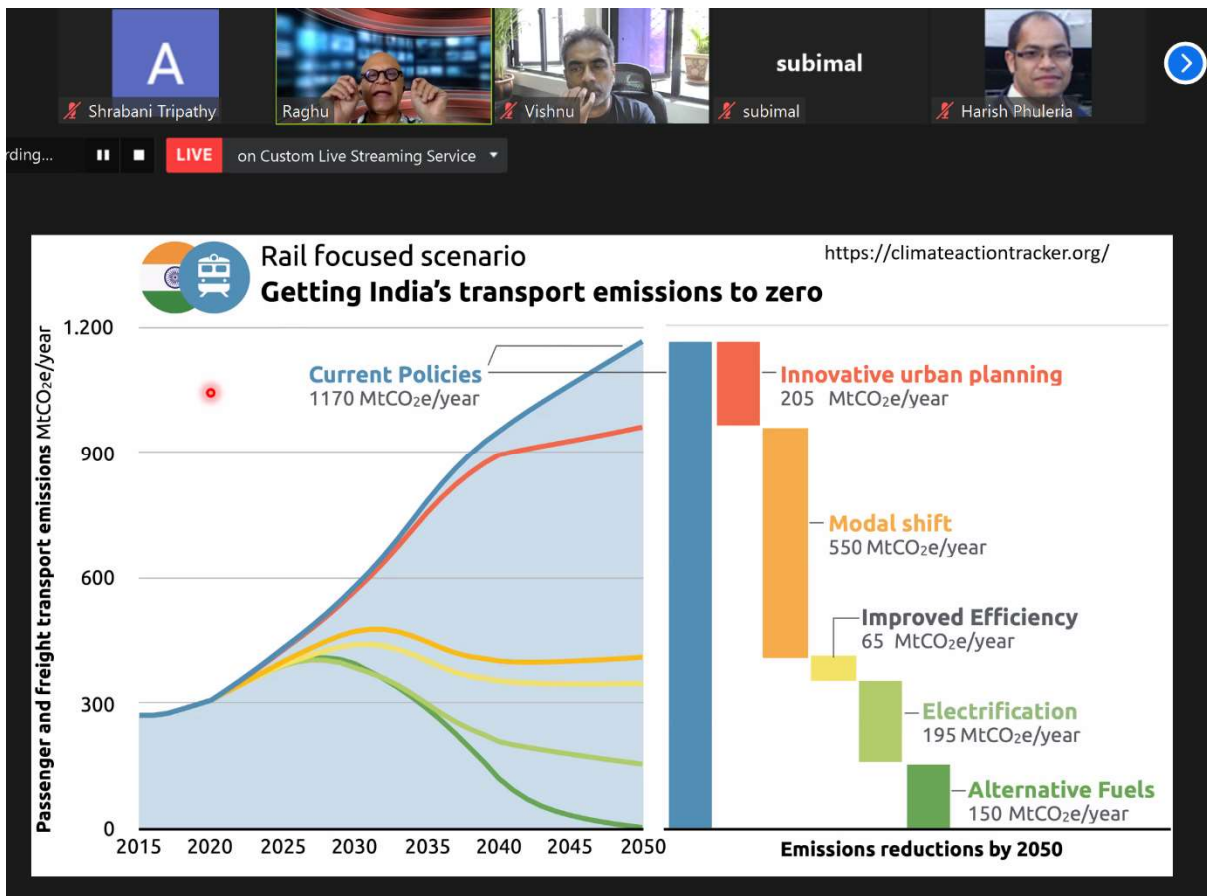 A
subimal
Shrabani Tripathy
Raghu
Vishnu
subimal
Harish Phuleria
rding...
LIVE
on Custom Live Streaming Service
Rail focused scenario
https://climateactiontracker.org/
Getting India's transport emissions to zero
Passenger and freight transport emissions MtCO₂e/year
1.200
900
600
300
0
2015 2020 2025 2030 2035 2040 2045 2050
Current Policies
1170 MtCO₂e/year
Innovative urban planning
205 MtCO₂e/year
Modal shift
550 MtCO₂e/year
Improved Efficiency
65 MtCO₂e/year
Electrification
195 MtCO₂e/year
Alternative Fuels
150 MtCO₂e/year
Emissions reductions by 2050